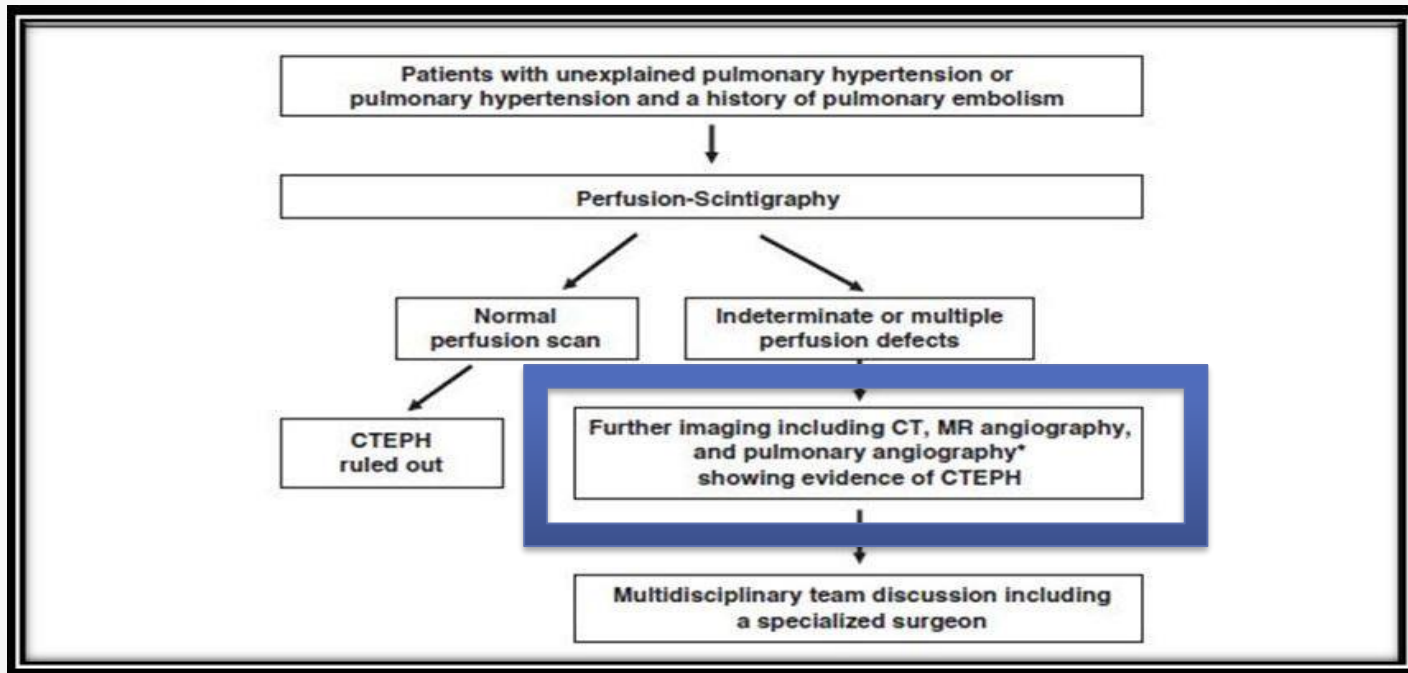 Patients with unexplained pulmonary hypertension or
pulmonary hypertension and a history of pulmonary embolism
Perfusion-Scintigraphy
Normal
perfusion scan
Indeterminate or multiple
perfusion defects
CTEPH
ruled out
Further imaging including CT, MR angiography,
and pulmonary angiography*
showing evidence of CTEPH
Multidisciplinary team discussion including
a specialized surgeon